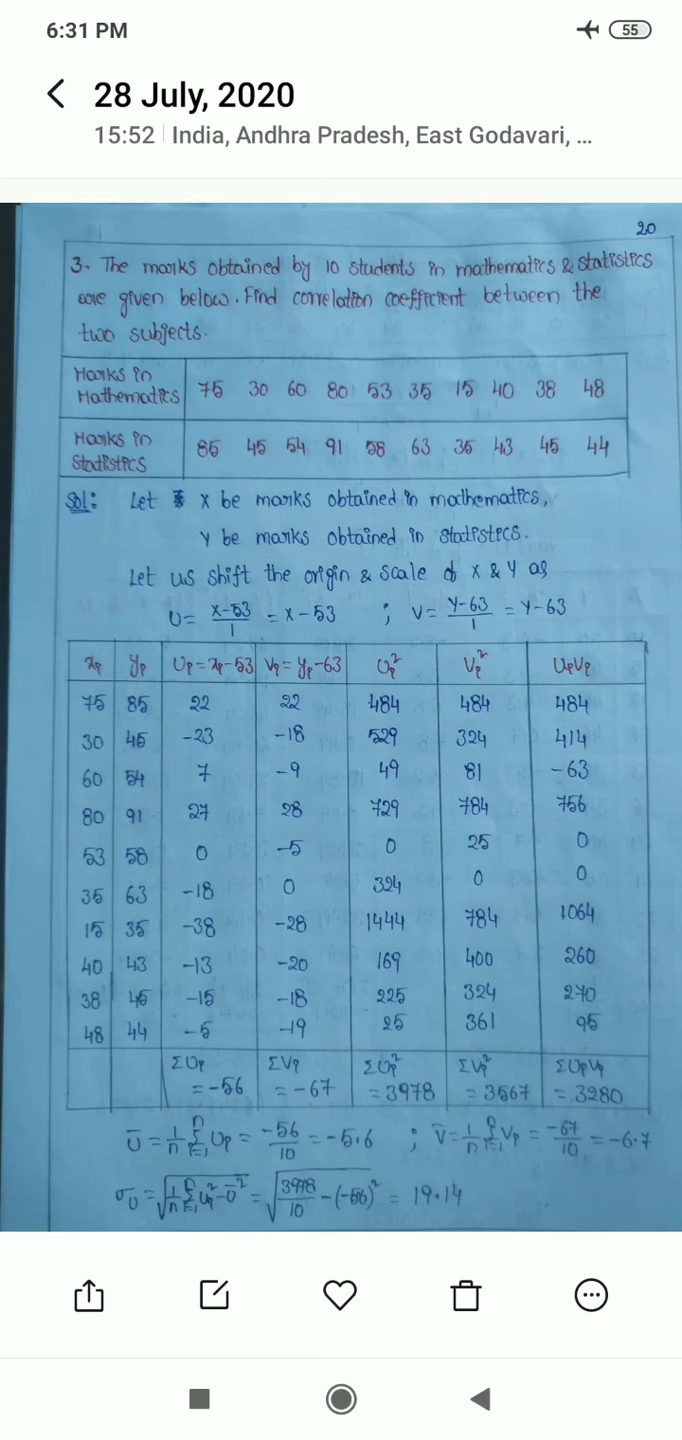 6:31 PM
55
28 July, 2020
15:52 India, Andhra Pradesh, East Godavari, ...
20
3. The marks obtained by 10 students in mathematics & statistics
are given below. Find correlation coefficient between the
two subjects.
Marks in Mathematics 75 30 60 80 53 35 15 40 38 48
Marks in Statistics 85 45 54 91 58 63 35 43 45 44
Sol: Let X be marks obtained in mathematics,
Y be marks obtained in statistics.
Let us shift the origin & scale of X & Y as
U = (X-53)/1 = X-53 ; V = (Y-63)/1 = Y-63
xᵢ yᵢ Uᵢ = xᵢ-53 Vᵢ = yᵢ-63 Uᵢ² Vᵢ² UᵢVᵢ
75 85 22 22 484 484 484
30 45 -23 -18 529 324 414
60 54 7 -9 49 81 -63
80 91 27 28 729 784 756
53 58 0 -5 0 25 0
35 63 -18 0 324 0 0
15 35 -38 -28 1444 784 1064
40 43 -13 -20 169 400 260
38 45 -15 -18 225 324 270
48 44 -5 -19 25 361 95
ΣUᵢ = -56 ΣVᵢ = -67 ΣUᵢ² = 3978 ΣVᵢ² = 3567 ΣUᵢVᵢ = 3280
Ū = 1/n Σⁿᵢ₌₁ Uᵢ = -56/10 = -5.6 ; V̄ = 1/n Σⁿᵢ₌₁ Vᵢ = -67/10 = -6.7
σ_U = √(1/n Σⁿᵢ₌₁ Uᵢ² - Ū²) = √(3978/10 - (-56)²) = 19.14